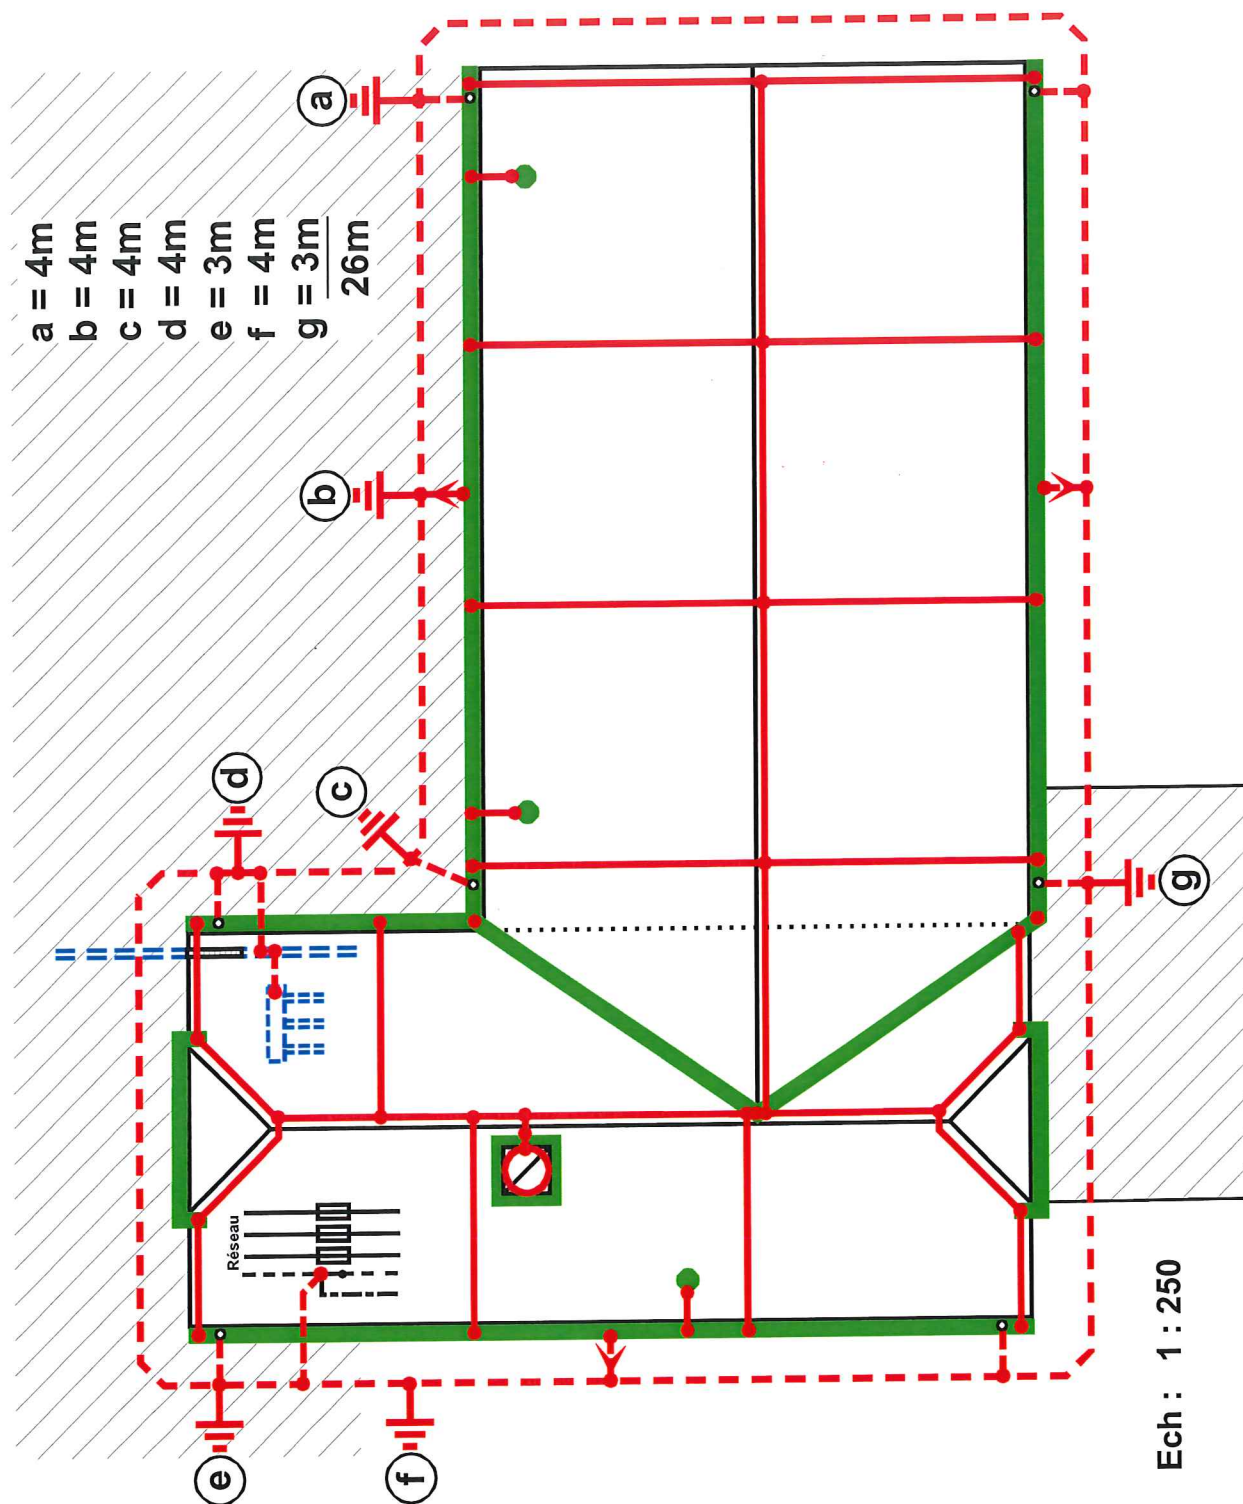 a = 4m
b = 4m
c = 4m
d = 4m
e = 3m
f = 4m
g = 3m
26m
a
b
c
d
e
f
g
Réseau
Ech : 1 : 250